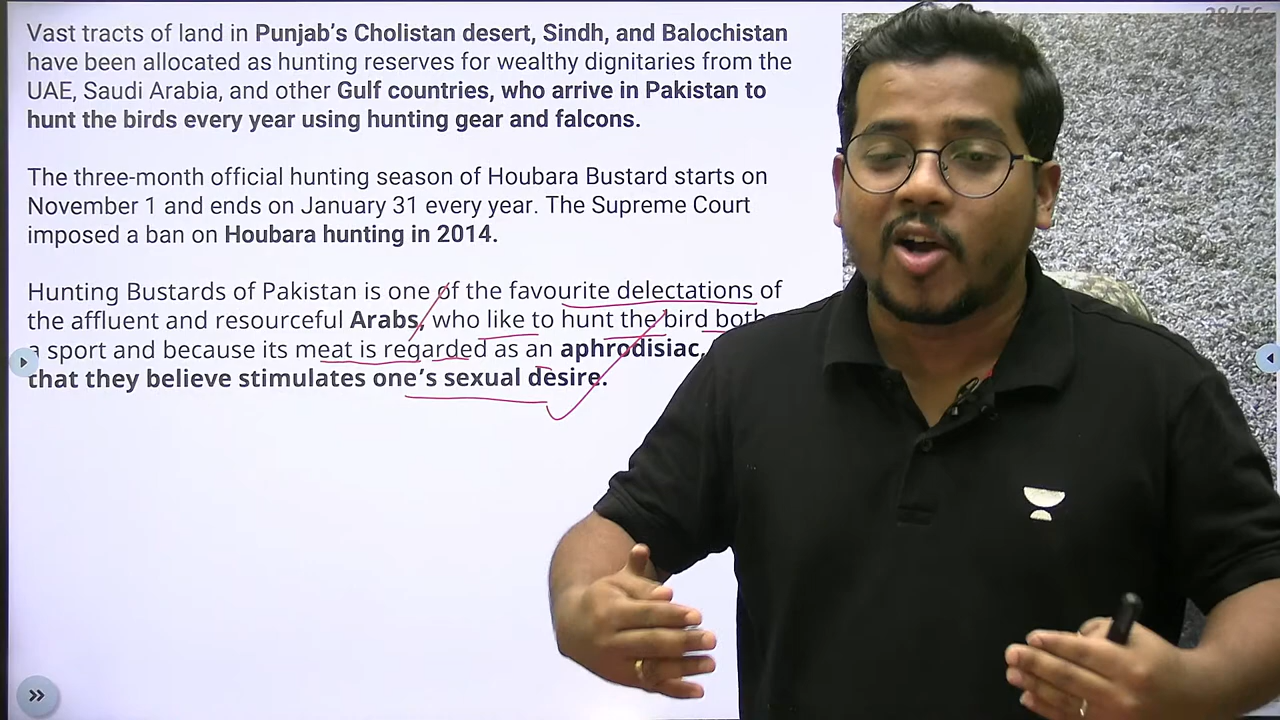 28/56
Vast tracts of land in Punjab’s Cholistan desert, Sindh, and Balochistan
have been allocated as hunting reserves for wealthy dignitaries from the
UAE, Saudi Arabia, and other Gulf countries, who arrive in Pakistan to
hunt the birds every year using hunting gear and falcons.
The three-month official hunting season of Houbara Bustard starts on
November 1 and ends on January 31 every year. The Supreme Court
imposed a ban on Houbara hunting in 2014.
Hunting Bustards of Pakistan is one of the favourite delectations of
the affluent and resourceful Arabs, who like to hunt the bird both
a sport and because its meat is regarded as an aphrodisiac,
that they believe stimulates one’s sexual desire.